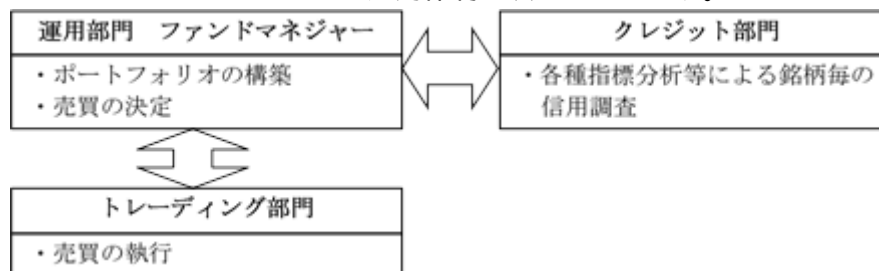 運用部門 ファンドマネジャー
・ポートフォリオの構築
・売買の決定
クレジット部門
・各種指標分析等による銘柄毎の
信用調査
トレーディング部門
・売買の執行